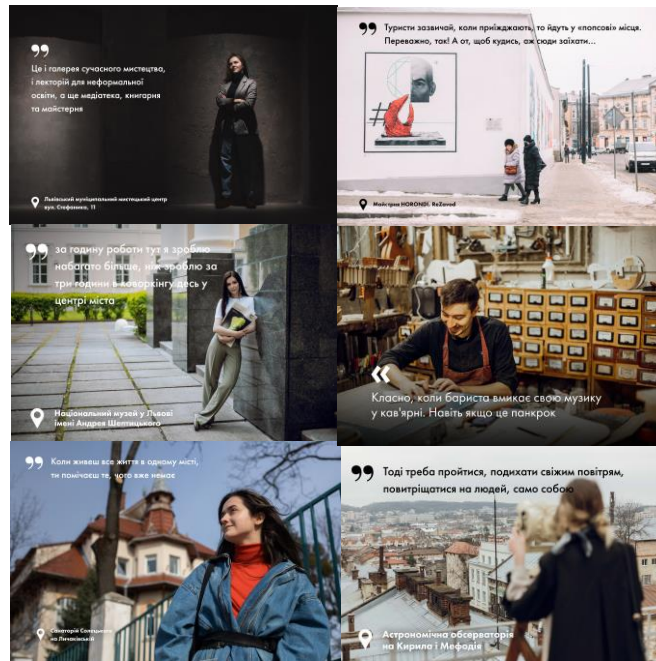 Це і галерея сучасного мистецтва,
і лекторій для неформальної
освіти, а ще медіатека, книгарня
та майстерня
Львівський муніципальний мистецький центр
вул. Стефаника, 11
Туристи зазвичай, коли приїжджають, то йдуть у «попсові» місця.
Переважно, так! А от, щоб кудись, аж сюди заїхати...
#
Майстрня HORONDI. ReZavod
за годину роботи тут я зроблю
набагато більше, ніж зроблю за
три години в коворкінгу десь у
центрі міста
Національний музей у Львові
імені Андрея Шептицького
Класно, коли бариста вмикає свою музику
у кав'ярні. Навіть якщо це панкрок
Коли живеш все життя в одному місті,
ти помічаєш те, чого вже немає
Санаторій Солецького
на Личаківській
Тоді треба пройтися, подихати свіжим повітрям,
повитріщатися на людей, само собою
Астрономічна обсерваторія
на Кирила і Мефодія